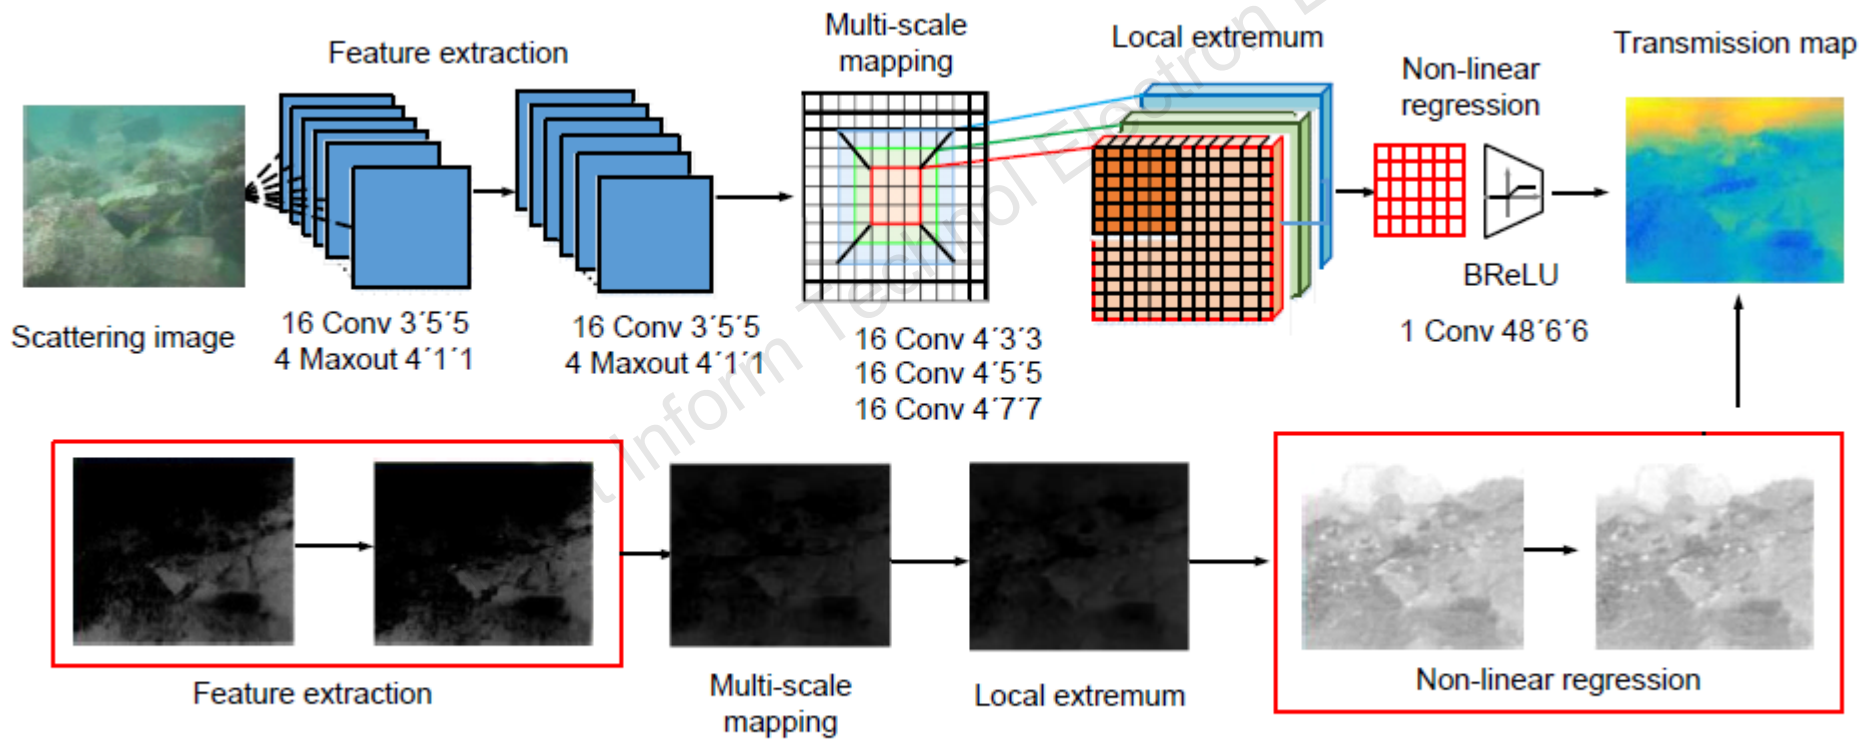 Feature extraction
Multi-scale
mapping
Local extremum
Non-linear
regression
Transmission map
Scattering image
16 Conv 3´5´5
4 Maxout 4´1´1
16 Conv 3´5´5
4 Maxout 4´1´1
16 Conv 4´3´3
16 Conv 4´5´5
16 Conv 4´7´7
BReLU
1 Conv 48´6´6
Feature extraction
Multi-scale
mapping
Local extremum
Non-linear regression
Inform Technol Electron E